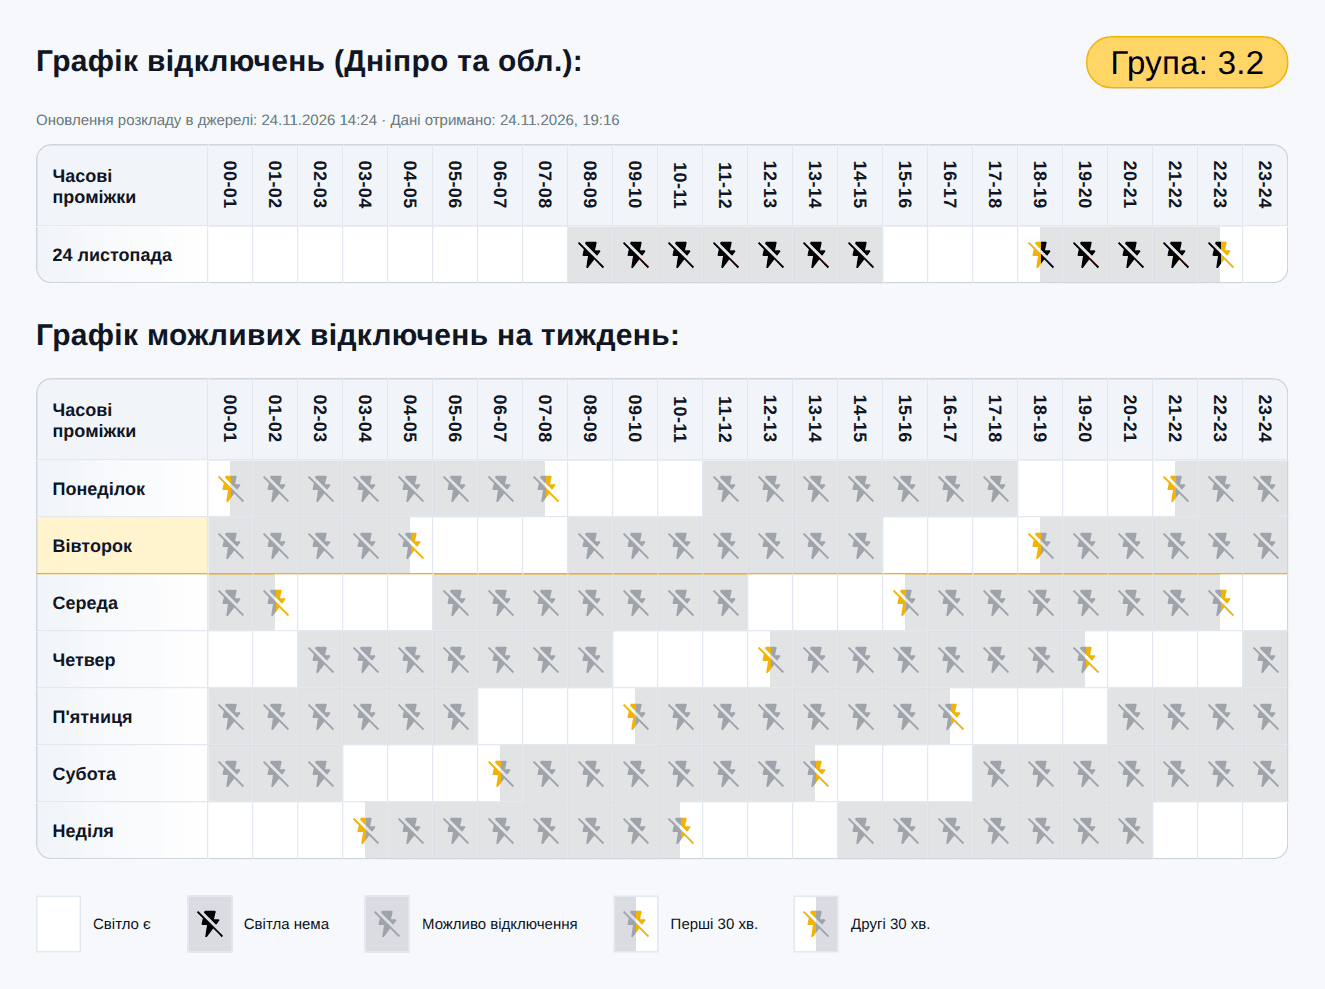 Графік відключень (Дніпро та обл.):
Група: 3.2
Оновлення розкладу в джерелі: 24.11.2026 14:24 · Дані отримано: 24.11.2026, 19:16
Часові проміжки 00-01 01-02 02-03 03-04 04-05 05-06 06-07 07-08 08-09 09-10 10-11 11-12 12-13 13-14 14-15 15-16 16-17 17-18 18-19 19-20 20-21 21-22 22-23 23-24
24 листопада
Графік можливих відключень на тиждень:
Часові проміжки 00-01 01-02 02-03 03-04 04-05 05-06 06-07 07-08 08-09 09-10 10-11 11-12 12-13 13-14 14-15 15-16 16-17 17-18 18-19 19-20 20-21 21-22 22-23 23-24
Понеділок
Вівторок
Середа
Четвер
П'ятниця
Субота
Неділя
Світло є Світла нема Можливо відключення Перші 30 хв. Другі 30 хв.